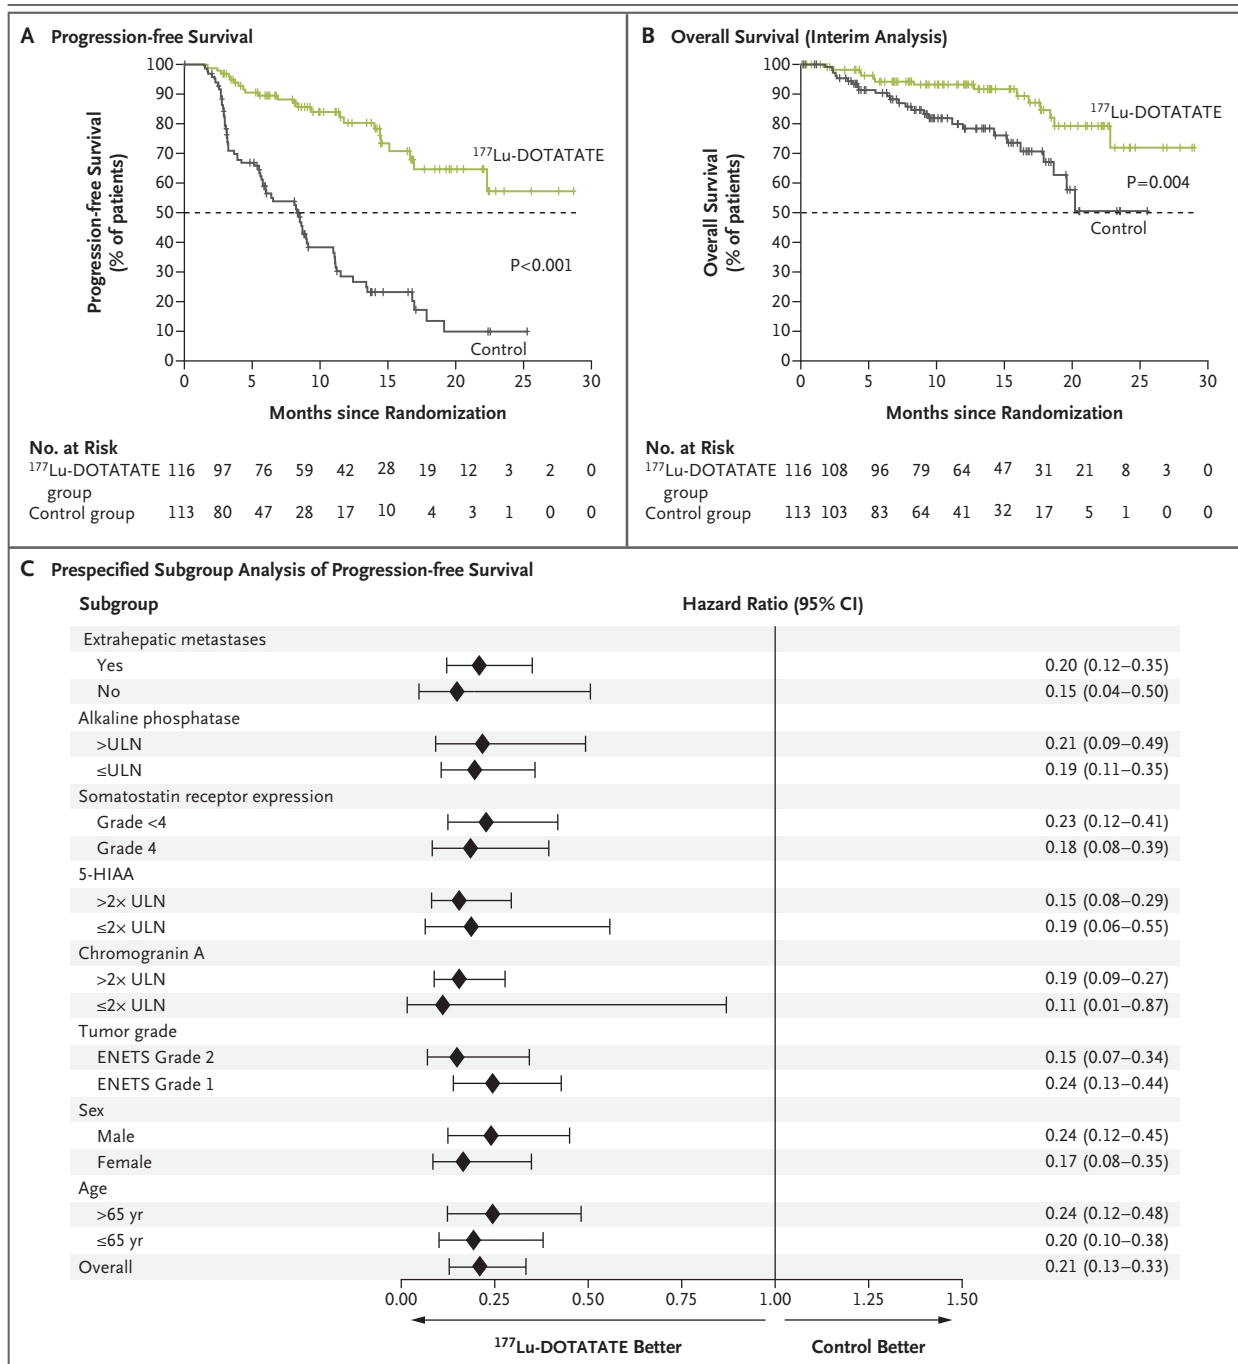 A Progression-free Survival
Progression-free Survival
(% of patients)
100
90
80
70
60
50
40
30
20
10
0
177Lu-DOTATATE
P<0.001
Control
0 5 10 15 20 25 30
Months since Randomization
No. at Risk
177Lu-DOTATATE 116 97 76 59 42 28 19 12 3 2 0
group
Control group 113 80 47 28 17 10 4 3 1 0 0
B Overall Survival (Interim Analysis)
Overall Survival
(% of patients)
100
90
80
70
60
50
40
30
20
10
0
177Lu-DOTATATE
P=0.004
Control
0 5 10 15 20 25 30
Months since Randomization
No. at Risk
177Lu-DOTATATE 116 108 96 79 64 47 31 21 8 3 0
group
Control group 113 103 83 64 41 32 17 5 1 0 0
C Prespecified Subgroup Analysis of Progression-free Survival
Subgroup Hazard Ratio (95% CI)
Extrahepatic metastases
Yes 0.20 (0.12–0.35)
No 0.15 (0.04–0.50)
Alkaline phosphatase
>ULN 0.21 (0.09–0.49)
≤ULN 0.19 (0.11–0.35)
Somatostatin receptor expression
Grade <4 0.23 (0.12–0.41)
Grade 4 0.18 (0.08–0.39)
5-HIAA
>2× ULN 0.15 (0.08–0.29)
≤2× ULN 0.19 (0.06–0.55)
Chromogranin A
>2× ULN 0.19 (0.09–0.27)
≤2× ULN 0.11 (0.01–0.87)
Tumor grade
ENETS Grade 2 0.15 (0.07–0.34)
ENETS Grade 1 0.24 (0.13–0.44)
Sex
Male 0.24 (0.12–0.45)
Female 0.17 (0.08–0.35)
Age
>65 yr 0.24 (0.12–0.48)
≤65 yr 0.20 (0.10–0.38)
Overall 0.21 (0.13–0.33)
0.00 0.25 0.50 0.75 1.00 1.25 1.50
177Lu-DOTATATE Better Control Better